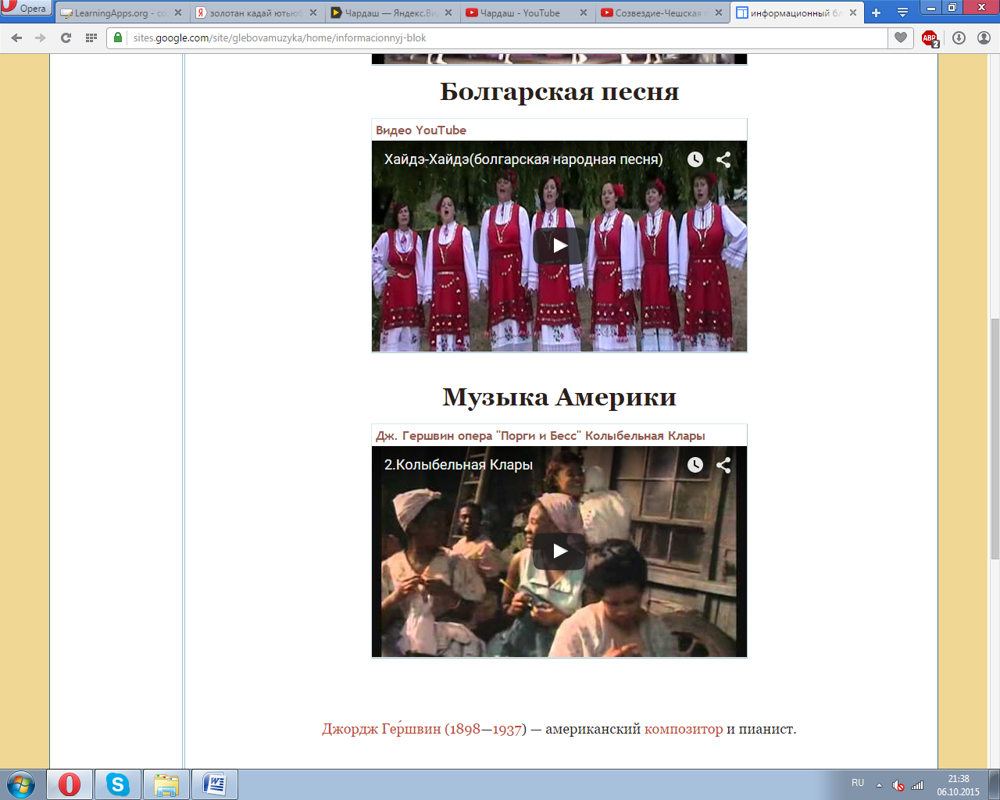 Opera
LearningApps.org - со
золотан кадай ютьюб
Чардаш — Яндекс.Ви
Чардаш - YouTube
Созвездие-Чешская п
информационный бл
sites.google.com/site/glebovamuzyka/home/informacionnyj-blok
ABP
2
Болгарская песня
Видео YouTube
Хайдэ-Хайдэ(болгарская народная песня)
Музыка Америки
Дж. Гершвин опера "Порги и Бесс" Колыбельная Клары
2.Колыбельная Клары
Джордж Ге́ршвин (1898—1937) — американский композитор и пианист.
RU
21:38
06.10.2015